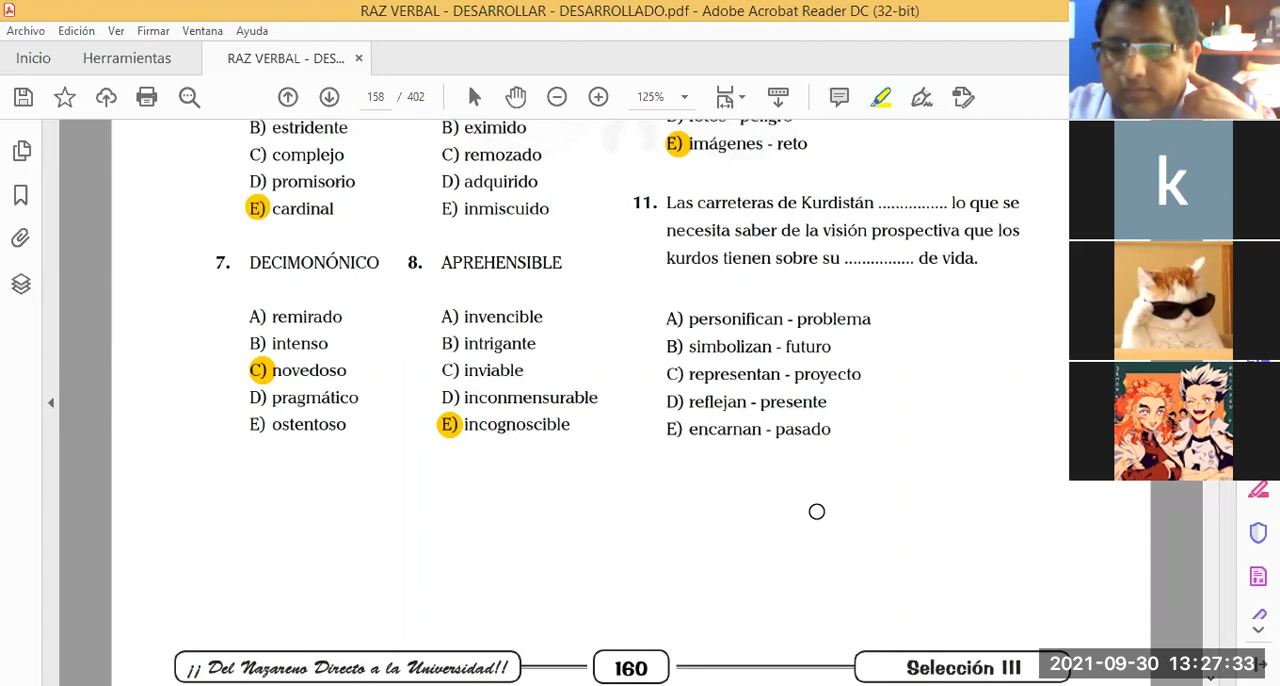 RAZ VERBAL - DESARROLLAR - DESARROLLADO.pdf - Adobe Acrobat Reader DC (32-bit)
Archivo Edición Ver Firmar Ventana Ayuda
Inicio Herramientas RAZ VERBAL - DES... ×
158 / 402 125%
B) estridente
C) complejo
D) promisorio
E) cardinal
B) eximido
C) remozado
D) adquirido
E) inmiscuido
7. DECIMONÓNICO
A) remirado
B) intenso
C) novedoso
D) pragmático
E) ostentoso
8. APREHENSIBLE
A) invencible
B) intrigante
C) inviable
D) inconmensurable
E) incognoscible
E) imágenes - reto
11. Las carreteras de Kurdistán ............... lo que se
necesita saber de la visión prospectiva que los
kurdos tienen sobre su ............... de vida.
A) personifican - problema
B) simbolizan - futuro
C) representan - proyecto
D) reflejan - presente
E) encarnan - pasado
¡¡ Del Nazareno Directo a la Universidad!!
160
Selección III
k
2021-09-30 13:27:33